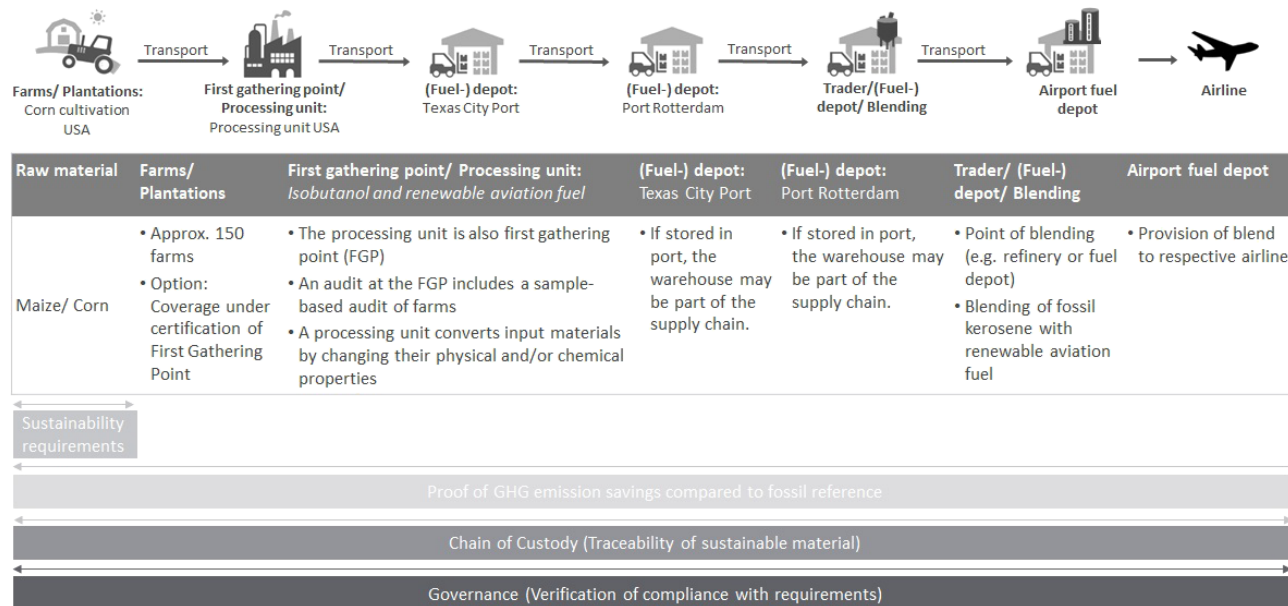 Transport
Transport
Transport
Transport
Transport
Farms/ Plantations:
Corn cultivation
USA
First gathering point/
Processing unit:
Processing unit USA
(Fuel-) depot:
Texas City Port
(Fuel-) depot:
Port Rotterdam
Trader/(Fuel-)
depot/ Blending
Airport fuel
depot
Airline
Raw material
Farms/
Plantations
First gathering point/ Processing unit:
Isobutanol and renewable aviation fuel
(Fuel-) depot:
Texas City Port
(Fuel-) depot:
Port Rotterdam
Trader/ (Fuel-)
depot/ Blending
Airport fuel depot
Maize/ Corn
• Approx. 150
farms
• Option:
Coverage under
certification of
First Gathering
Point
• The processing unit is also first gathering
point (FGP)
• An audit at the FGP includes a sample-
based audit of farms
• A processing unit converts input materials
by changing their physical and/or chemical
properties
• If stored in
port, the
warehouse may
be part of the
supply chain.
• If stored in port,
the warehouse may
be part of the
supply chain.
• Point of blending
(e.g. refinery or fuel
depot)
• Blending of fossil
kerosene with
renewable aviation
fuel
• Provision of blend
to respective airline
Sustainability
requirements
Proof of GHG emission savings compared to fossil reference
Chain of Custody (Traceability of sustainable material)
Governance (Verification of compliance with requirements)